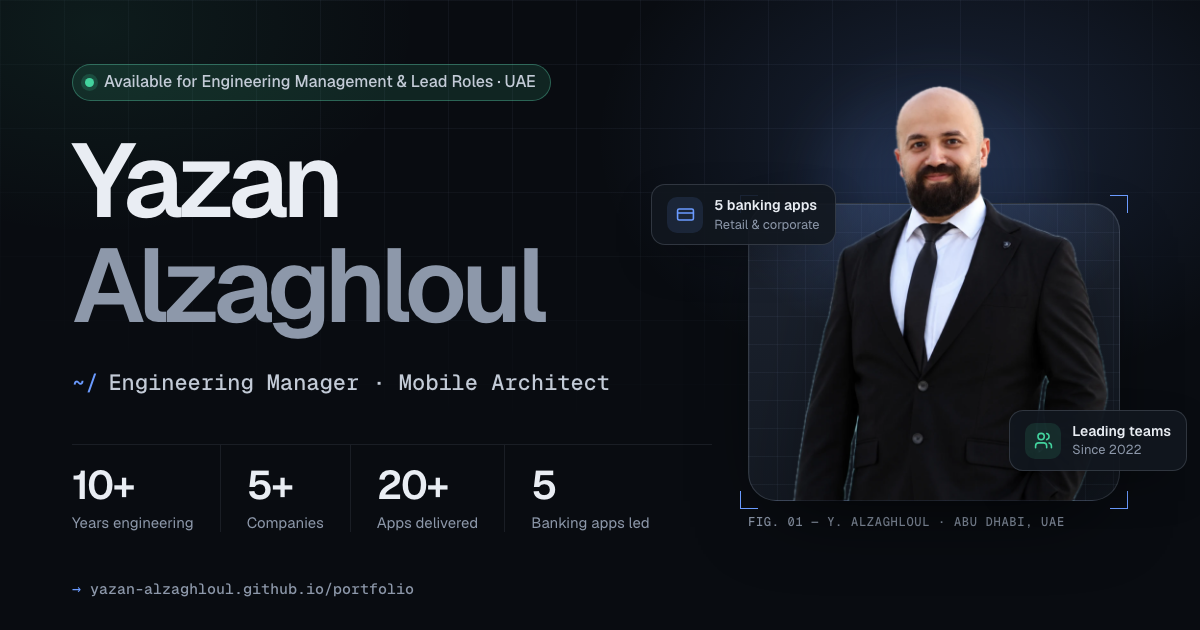 Available for Engineering Management & Lead Roles · UAE
Yazan
Alzaghloul
~/ Engineering Manager · Mobile Architect
10+
Years engineering
5+
Companies
20+
Apps delivered
5
Banking apps led
→ yazan-alzaghloul.github.io/portfolio
5 banking apps
Retail & corporate
Leading teams
Since 2022
FIG. 01 — Y. ALZAGHLOUL · ABU DHABI, UAE